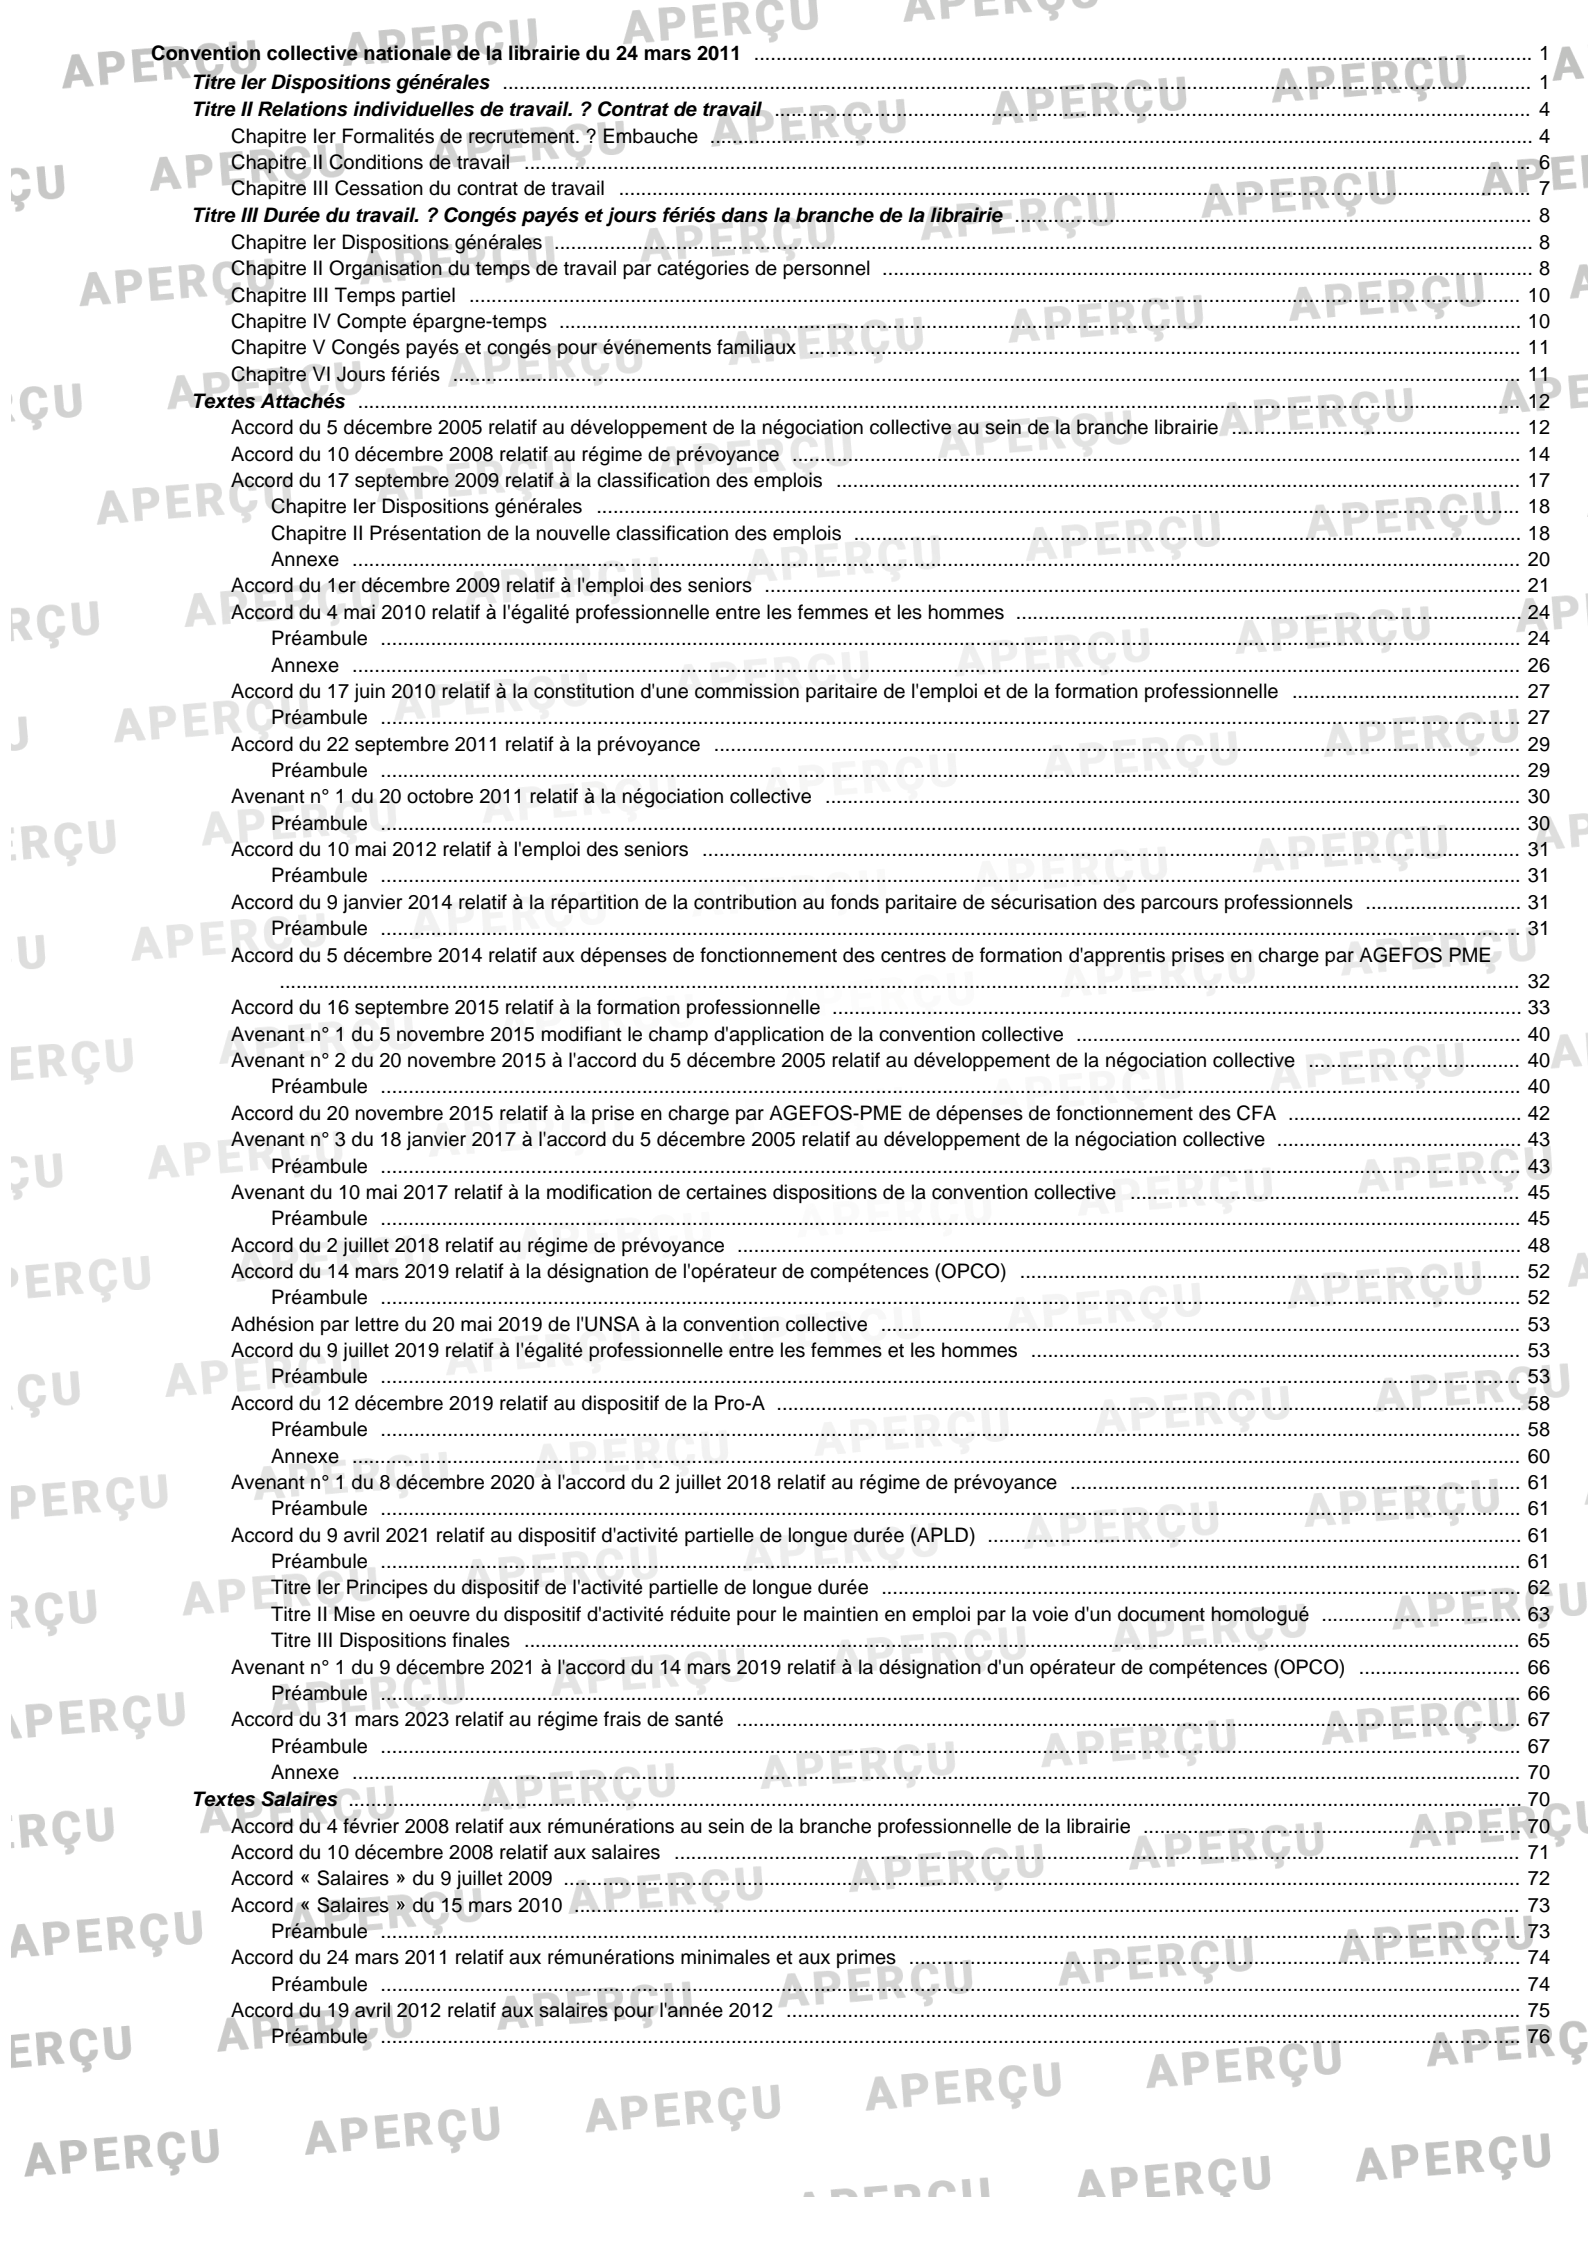 Convention collective nationale de la librairie du 24 mars 2011 ........ 1
Titre Ier Dispositions générales ........ 1
Titre II Relations individuelles de travail. ? Contrat de travail ........ 4
Chapitre Ier Formalités de recrutement. ? Embauche ........ 4
Chapitre II Conditions de travail ........ 6
Chapitre III Cessation du contrat de travail ........ 7
Titre III Durée du travail. ? Congés payés et jours fériés dans la branche de la librairie ........ 8
Chapitre Ier Dispositions générales ........ 8
Chapitre II Organisation du temps de travail par catégories de personnel ........ 8
Chapitre III Temps partiel ........ 10
Chapitre IV Compte épargne-temps ........ 10
Chapitre V Congés payés et congés pour événements familiaux ........ 11
Chapitre VI Jours fériés ........ 11
Textes Attachés ........ 12
Accord du 5 décembre 2005 relatif au développement de la négociation collective au sein de la branche librairie ........ 12
Accord du 10 décembre 2008 relatif au régime de prévoyance ........ 14
Accord du 17 septembre 2009 relatif à la classification des emplois ........ 17
Chapitre Ier Dispositions générales ........ 18
Chapitre II Présentation de la nouvelle classification des emplois ........ 18
Annexe ........ 20
Accord du 1er décembre 2009 relatif à l'emploi des seniors ........ 21
Accord du 4 mai 2010 relatif à l'égalité professionnelle entre les femmes et les hommes ........ 24
Préambule ........ 24
Annexe ........ 26
Accord du 17 juin 2010 relatif à la constitution d'une commission paritaire de l'emploi et de la formation professionnelle ........ 27
Préambule ........ 27
Accord du 22 septembre 2011 relatif à la prévoyance ........ 29
Préambule ........ 29
Avenant n° 1 du 20 octobre 2011 relatif à la négociation collective ........ 30
Préambule ........ 30
Accord du 10 mai 2012 relatif à l'emploi des seniors ........ 31
Préambule ........ 31
Accord du 9 janvier 2014 relatif à la répartition de la contribution au fonds paritaire de sécurisation des parcours professionnels ........ 31
Préambule ........ 31
Accord du 5 décembre 2014 relatif aux dépenses de fonctionnement des centres de formation d'apprentis prises en charge par AGEFOS PME
........ 32
Accord du 16 septembre 2015 relatif à la formation professionnelle ........ 33
Avenant n° 1 du 5 novembre 2015 modifiant le champ d'application de la convention collective ........ 40
Avenant n° 2 du 20 novembre 2015 à l'accord du 5 décembre 2005 relatif au développement de la négociation collective ........ 40
Préambule ........ 40
Accord du 20 novembre 2015 relatif à la prise en charge par AGEFOS-PME de dépenses de fonctionnement des CFA ........ 42
Avenant n° 3 du 18 janvier 2017 à l'accord du 5 décembre 2005 relatif au développement de la négociation collective ........ 43
Préambule ........ 43
Avenant du 10 mai 2017 relatif à la modification de certaines dispositions de la convention collective ........ 45
Préambule ........ 45
Accord du 2 juillet 2018 relatif au régime de prévoyance ........ 48
Accord du 14 mars 2019 relatif à la désignation de l'opérateur de compétences (OPCO) ........ 52
Préambule ........ 52
Adhésion par lettre du 20 mai 2019 de l'UNSA à la convention collective ........ 53
Accord du 9 juillet 2019 relatif à l'égalité professionnelle entre les femmes et les hommes ........ 53
Préambule ........ 53
Accord du 12 décembre 2019 relatif au dispositif de la Pro-A ........ 58
Préambule ........ 58
Annexe ........ 60
Avenant n° 1 du 8 décembre 2020 à l'accord du 2 juillet 2018 relatif au régime de prévoyance ........ 61
Préambule ........ 61
Accord du 9 avril 2021 relatif au dispositif d'activité partielle de longue durée (APLD) ........ 61
Préambule ........ 61
Titre Ier Principes du dispositif de l'activité partielle de longue durée ........ 62
Titre II Mise en oeuvre du dispositif d'activité réduite pour le maintien en emploi par la voie d'un document homologué ........ 63
Titre III Dispositions finales ........ 65
Avenant n° 1 du 9 décembre 2021 à l'accord du 14 mars 2019 relatif à la désignation d'un opérateur de compétences (OPCO) ........ 66
Préambule ........ 66
Accord du 31 mars 2023 relatif au régime frais de santé ........ 67
Préambule ........ 67
Annexe ........ 70
Textes Salaires ........ 70
Accord du 4 février 2008 relatif aux rémunérations au sein de la branche professionnelle de la librairie ........ 70
Accord du 10 décembre 2008 relatif aux salaires ........ 71
Accord « Salaires » du 9 juillet 2009 ........ 72
Accord « Salaires » du 15 mars 2010 ........ 73
Préambule ........ 73
Accord du 24 mars 2011 relatif aux rémunérations minimales et aux primes ........ 74
Préambule ........ 74
Accord du 19 avril 2012 relatif aux salaires pour l'année 2012 ........ 75
Préambule ........ 76
APERÇU